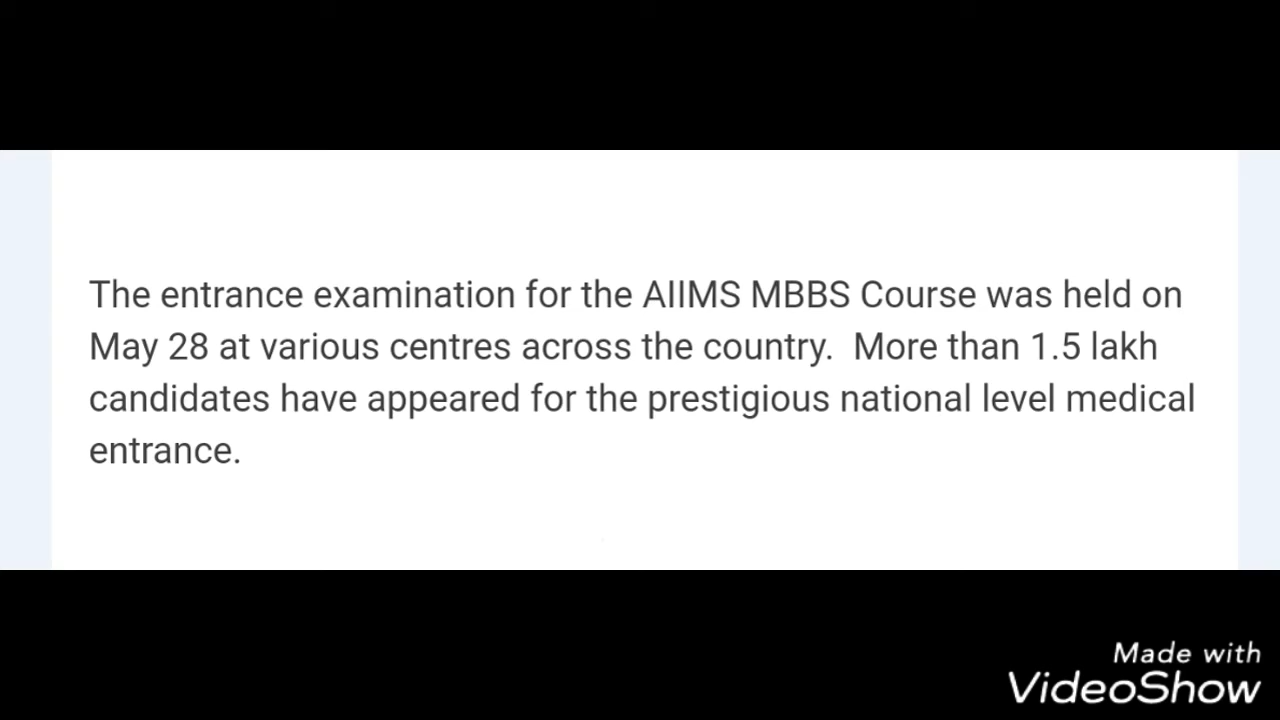 The entrance examination for the AIIMS MBBS Course was held on
May 28 at various centres across the country.  More than 1.5 lakh
candidates have appeared for the prestigious national level medical
entrance.
Made with
VideoShow